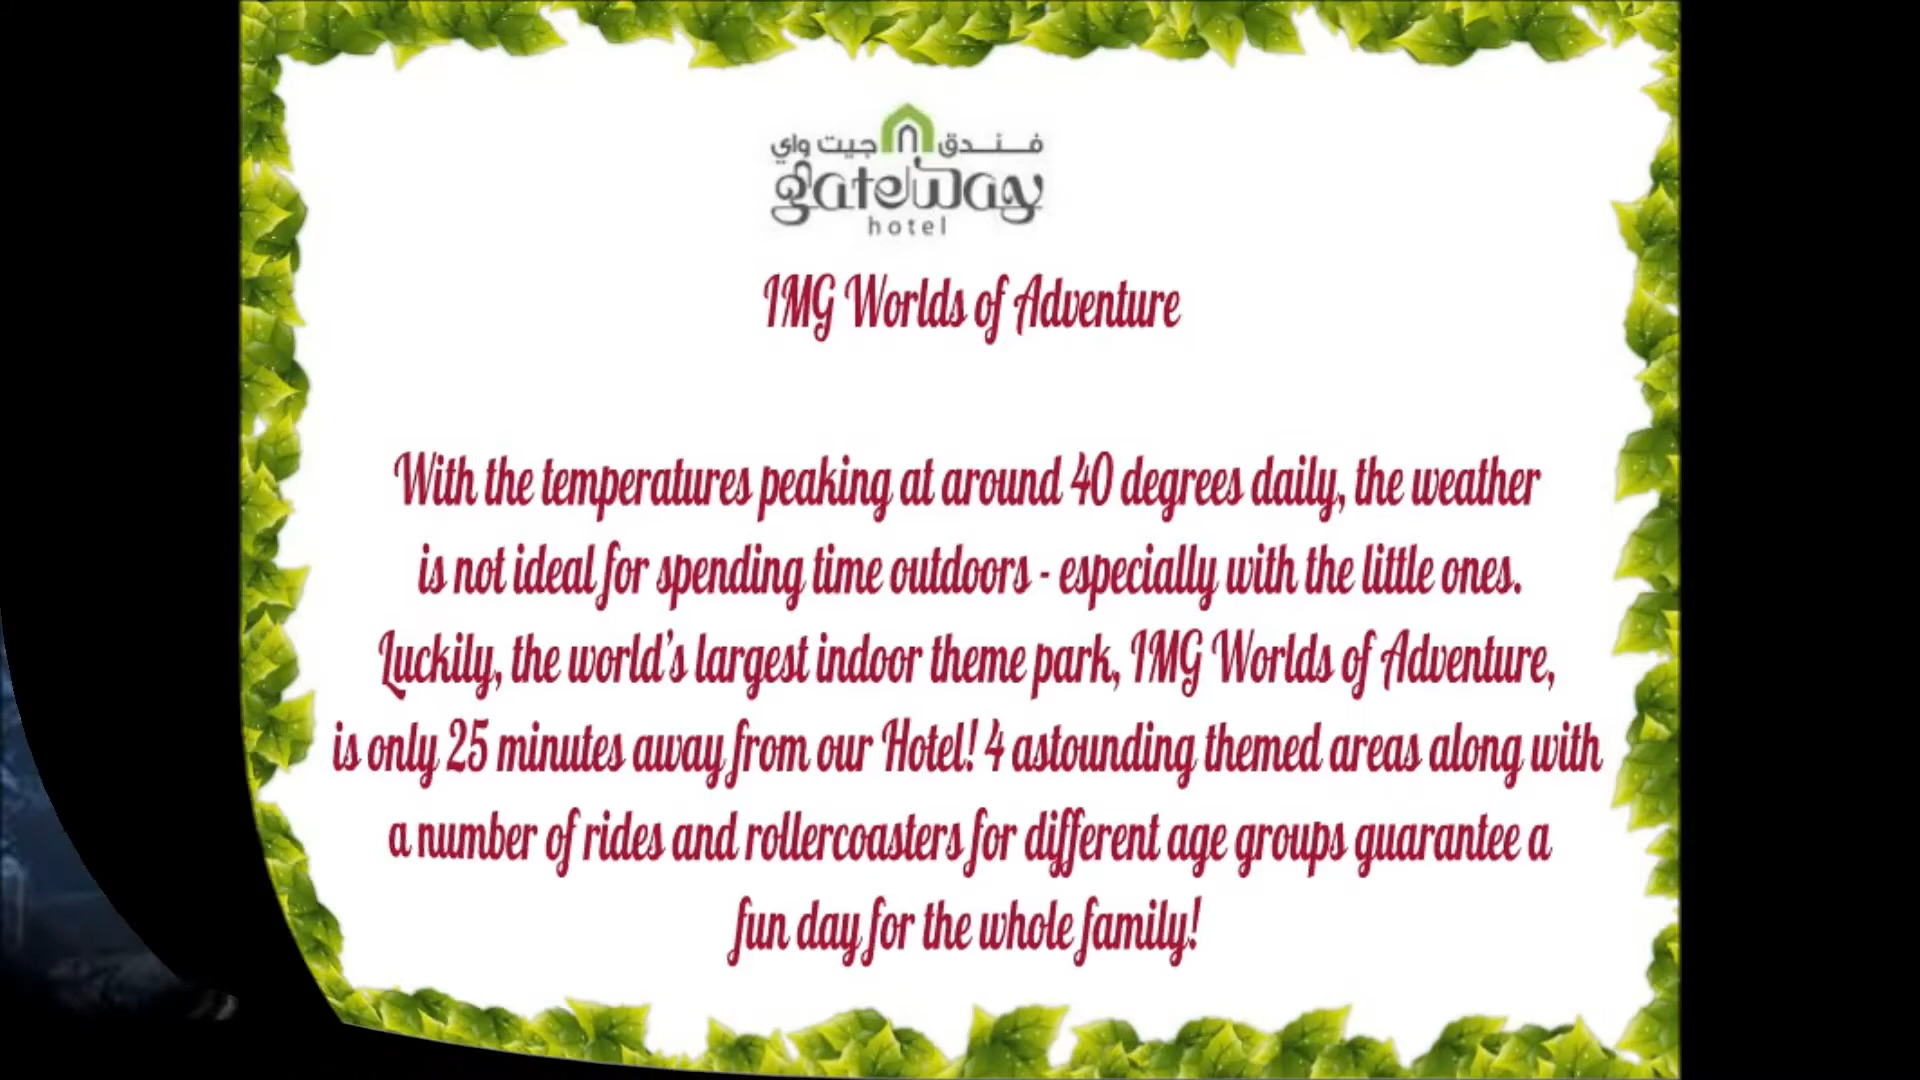 فندق جيت واي
gateway
hotel
IMG Worlds of Adventure
With the temperatures peaking at around 40 degrees daily, the weather
is not ideal for spending time outdoors - especially with the little ones.
Luckily, the world's largest indoor theme park, IMG Worlds of Adventure,
is only 25 minutes away from our Hotel! 4 astounding themed areas along with
a number of rides and rollercoasters for different age groups guarantee a
fun day for the whole family!